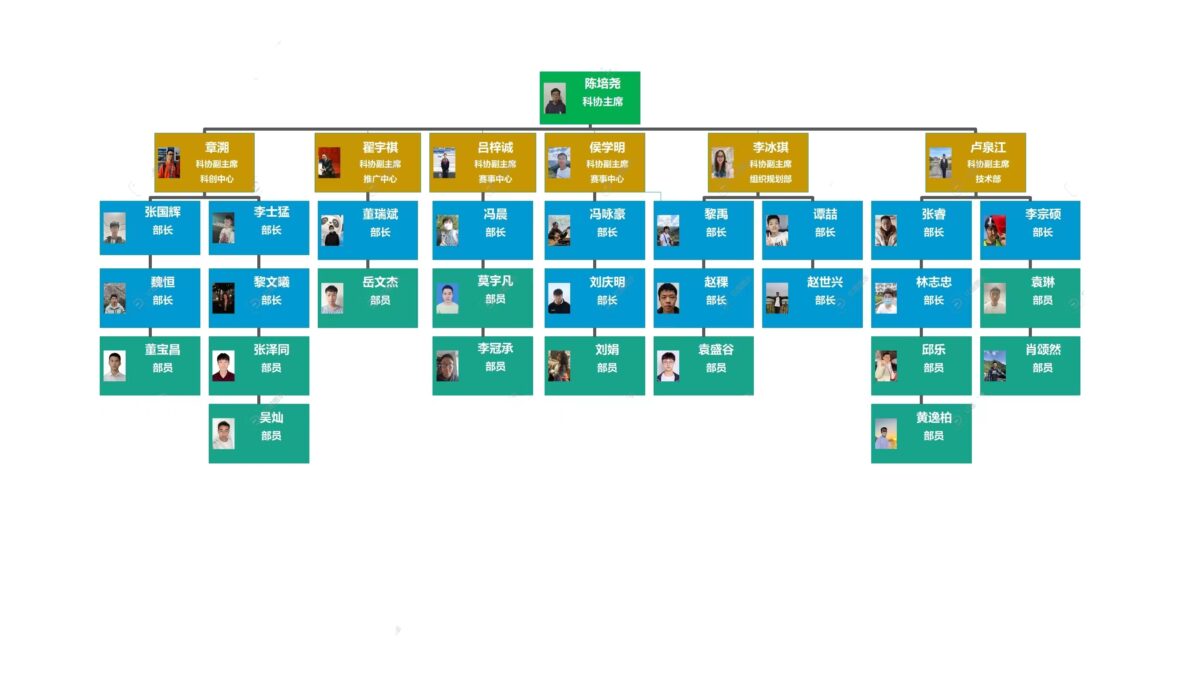 陈培尧
科协主席
章溯
科协副主席
科创中心
翟宇祺
科协副主席
推广中心
吕梓诚
科协副主席
赛事中心
侯学明
科协副主席
赛事中心
李冰琪
科协副主席
组织规划部
卢泉江
科协副主席
技术部
张国辉
部长
李士猛
部长
董瑞斌
部长
冯晨
部长
冯咏豪
部长
黎禹
部长
谭喆
部长
张睿
部长
李宗硕
部长
魏恒
部长
黎文曦
部长
岳文杰
部员
莫宇凡
部员
刘庆明
部长
赵稞
部长
赵世兴
部长
林志忠
部长
袁琳
部员
董宝昌
部员
张泽同
部员
李冠承
部员
刘娟
部员
袁盛谷
部员
邱乐
部员
肖颂然
部员
吴灿
部员
黄逸柏
部员